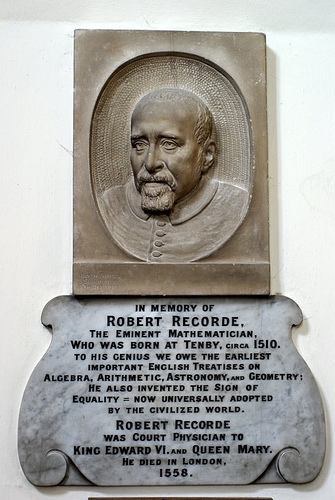 IN MEMORY OF
ROBERT RECORDE,
THE EMINENT MATHEMATICIAN,
WHO WAS BORN AT TENBY, CIRCA 1510.
TO HIS GENIUS WE OWE THE EARLIEST
IMPORTANT ENGLISH TREATISES ON
ALGEBRA, ARITHMETIC, ASTRONOMY, AND GEOMETRY;
HE ALSO INVENTED THE SIGN OF
EQUALITY = NOW UNIVERSALLY ADOPTED
BY THE CIVILIZED WORLD.
ROBERT RECORDE
WAS COURT PHYSICIAN TO
KING EDWARD VI. AND QUEEN MARY.
HE DIED IN LONDON,
1558.